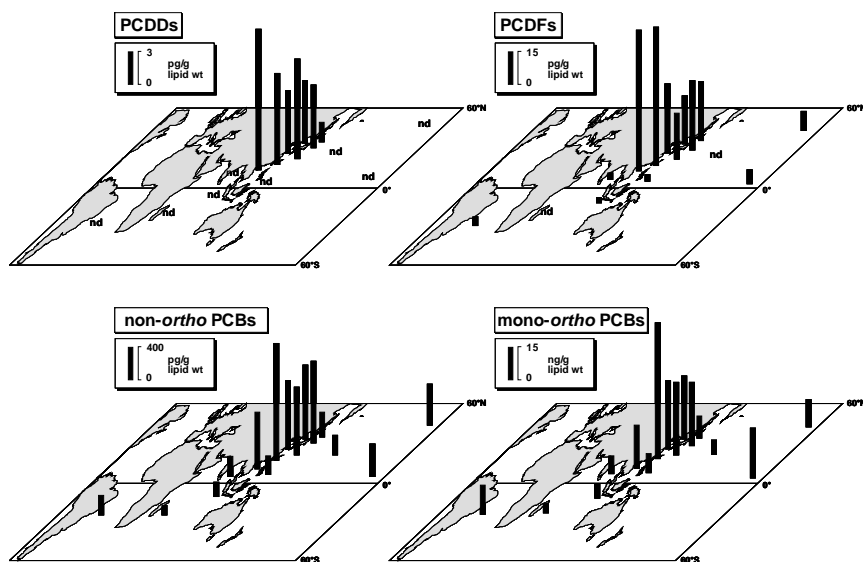 PCDDs
3
pg/g
0
lipid wt
60°N
nd
nd
nd
nd
nd
0°
nd
nd
nd
60°S
PCDFs
15
pg/g
0
lipid wt
60°N
nd
0°
nd
60°S
non-ortho PCBs
400
pg/g
0
lipid wt
60°N
0°
60°S
mono-ortho PCBs
15
ng/g
0
lipid wt
60°N
0°
60°S